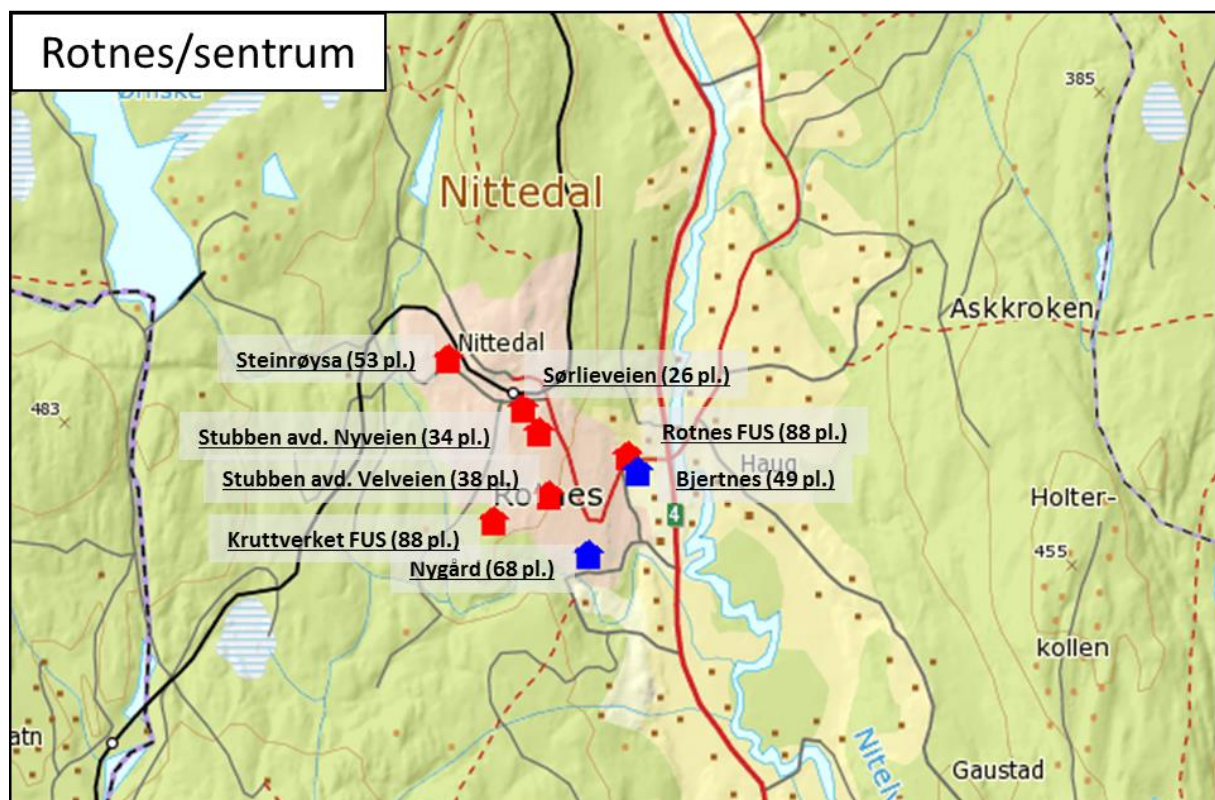 Rotnes/sentrum
385
Nittedal
Askkroken
Nittedal
Steinrøysa (53 pl.)
Sørlieveien (26 pl.)
483
Stubben avd. Nyveien (34 pl.)
Rotnes FUS (88 pl.)
Haug
Stubben avd. Velveien (38 pl.)
Bjertnes (49 pl.)
Rotnes
Holter-
4
Kruttverket FUS (88 pl.)
455
Nygård (68 pl.)
kollen
atn
Nitelv
Gaustad